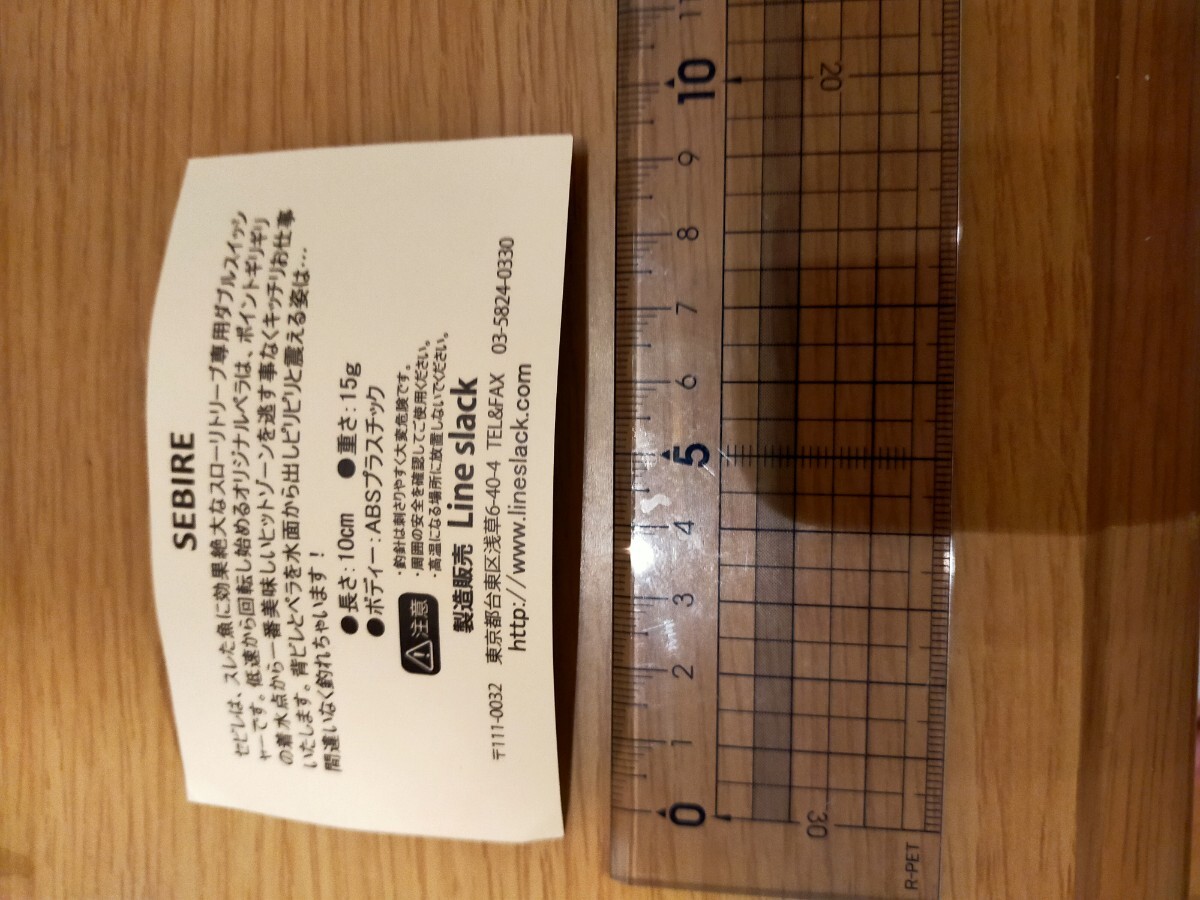 SEBIRE
セビレは、スレた魚に効果絶大なスローリトリーブ専用ダブルスイッシ
ャーです。低速から回転し始めるオリジナルペラは、ポイントギリギリ
の着水点から一番美味しいヒットゾーンを逃す事なくキッチリお仕事
いたします。背ビレとペラを水面から出しピリピリと震える姿は…
間違いなく釣れちゃいます！
●長さ：10cm ●重さ：15g
●ボディー：ABSプラスチック
⚠注意
・釣針は刺さりやすく大変危険です。
・周囲の安全を確認してご使用ください。
・高温になる場所に放置しないでください。
製造販売 Line slack
〒111-0032 東京都台東区浅草6-40-4 TEL&FAX 03-5824-0330
http://www.lineslack.com
0 1 2 3 4 5 6 7 8 9 10 11
30 20
R-PET